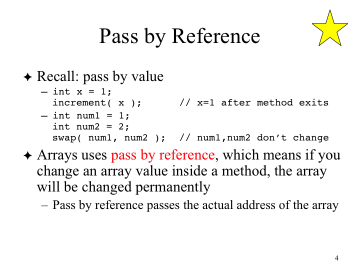 Pass by Reference
✦ Recall: pass by value
– int x = 1;
increment( x ); // x=1 after method exits
– int num1 = 1;
int num2 = 2;
swap( num1, num2 ); // num1,num2 don't change
✦ Arrays uses pass by reference, which means if you
change an array value inside a method, the array
will be changed permanently
– Pass by reference passes the actual address of the array
4